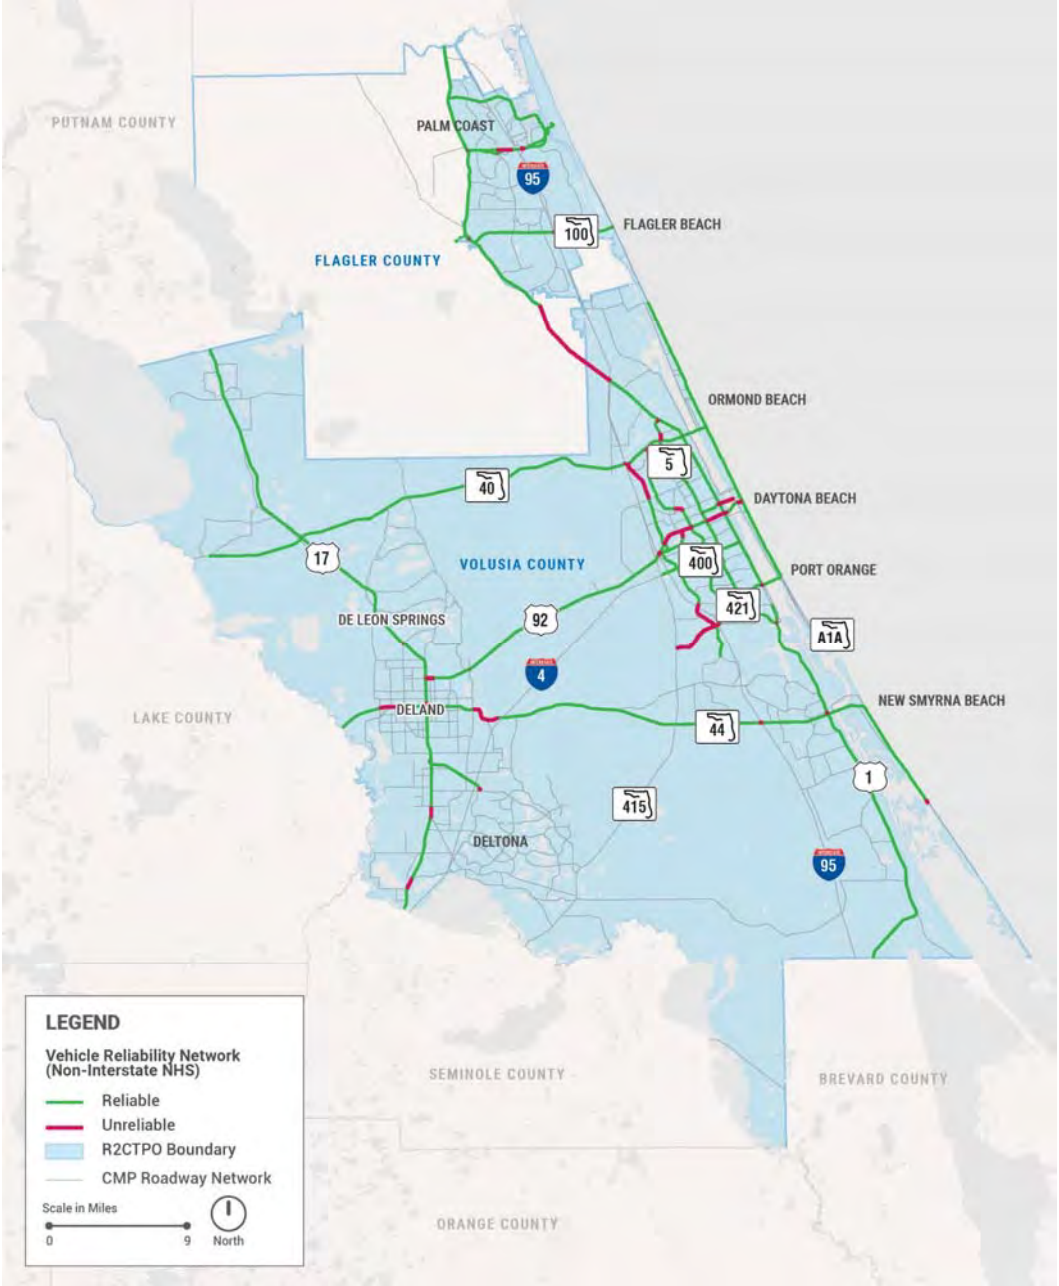 PUTNAM COUNTY
PALM COAST
INTERSTATE
95
100
FLAGLER BEACH
FLAGLER COUNTY
ORMOND BEACH
5
40
DAYTONA BEACH
17
VOLUSIA COUNTY
400
PORT ORANGE
421
DE LEON SPRINGS
92
A1A
INTERSTATE
4
NEW SMYRNA BEACH
LAKE COUNTY
DELAND
44
1
415
DELTONA
INTERSTATE
95
LEGEND
Vehicle Reliability Network
(Non-Interstate NHS)
Reliable
Unreliable
R2CTPO Boundary
CMP Roadway Network
Scale in Miles
0 9 North
SEMINOLE COUNTY
BREVARD COUNTY
ORANGE COUNTY